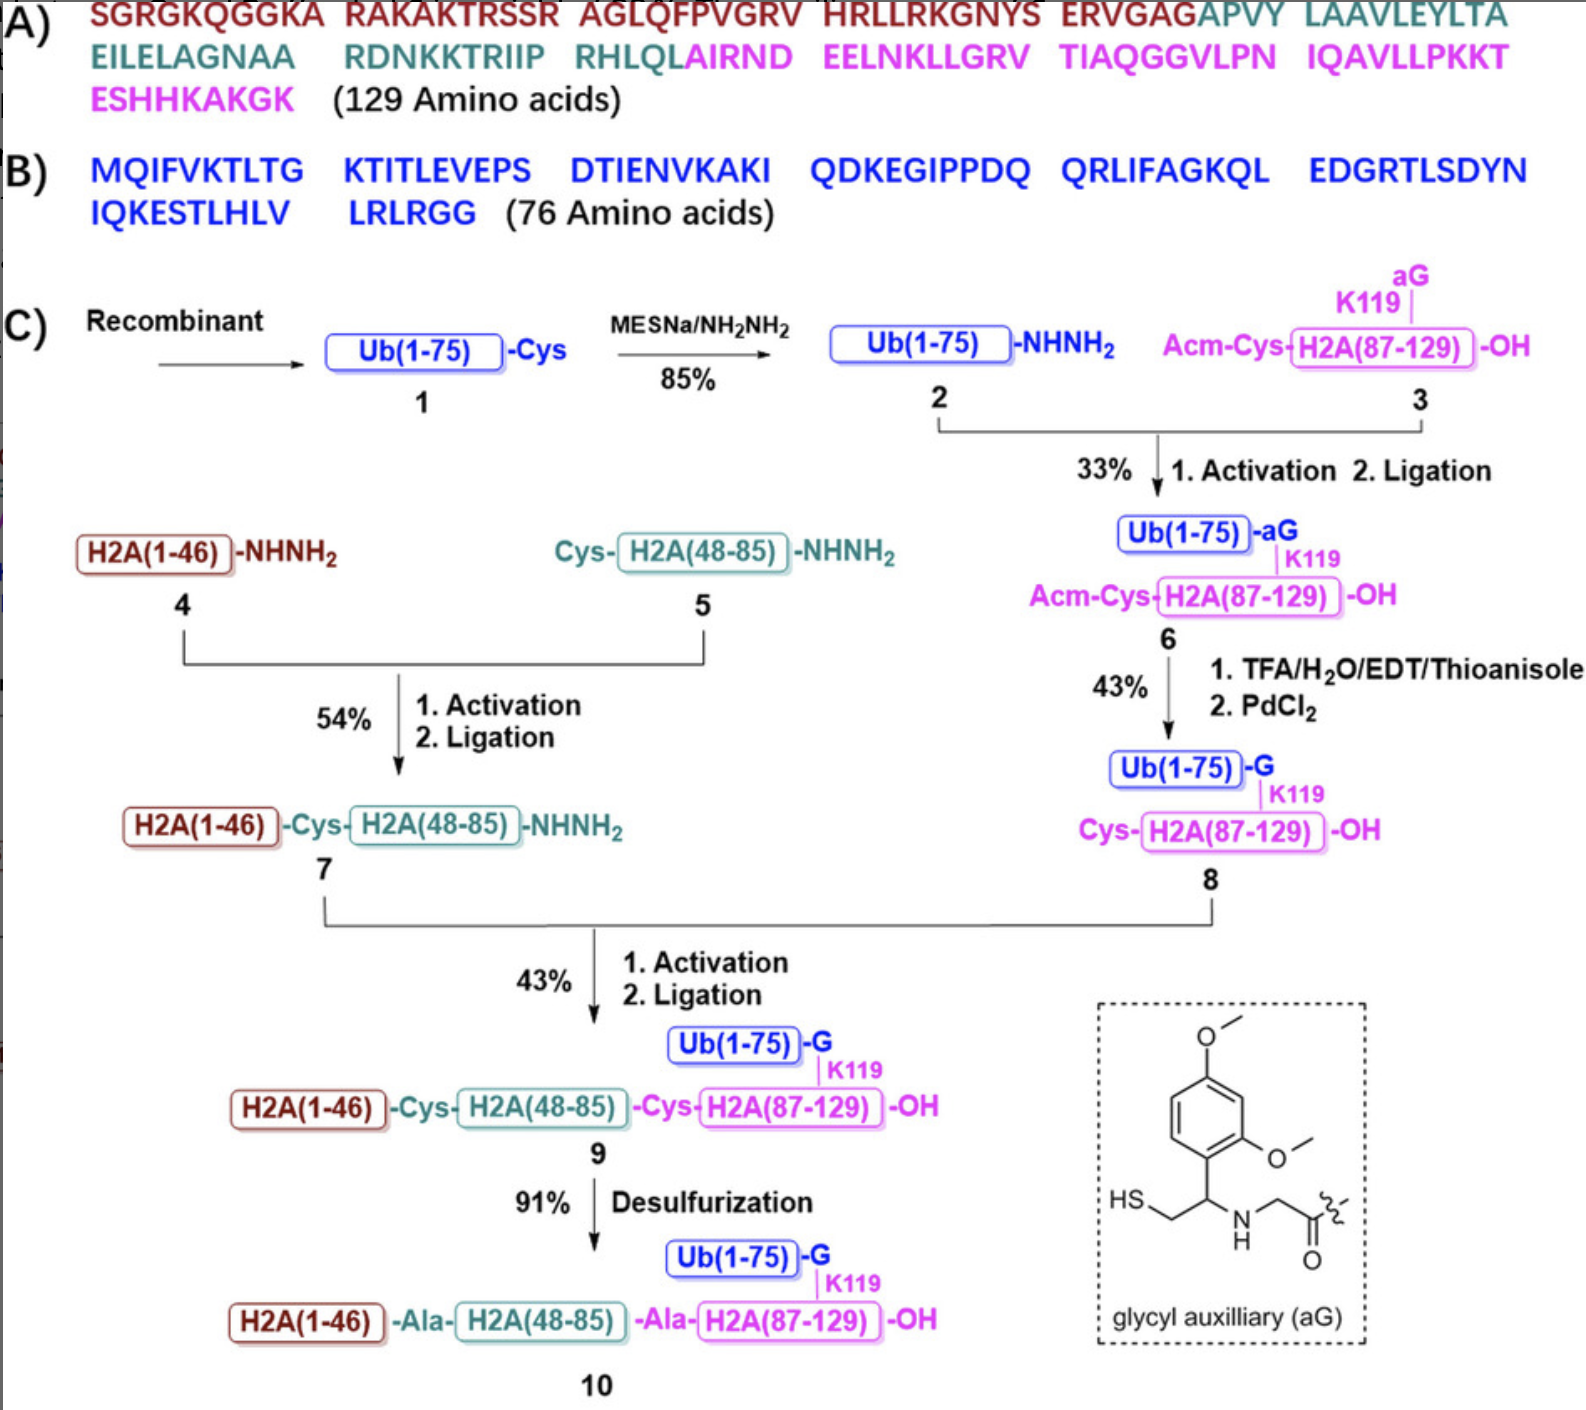 A) SGRGKQGGKA RAKAKTRSSR AGLQFPVGRV HRLLRKGNYS ERVGAGAPVY LAAVLEYLTA
EILELAGNAA RDNKKTRIIP RHLQLAIRND EELNKLLGRV TIAQGGVLPN IQAVLLPKKT
ESHHKAKGK (129 Amino acids)
B) MQIFVKTLTG KTITLEVEPS DTIENVKAKI QDKEGIPPDQ QRLIFAGKQL EDGRTLSDYN
IQKESTLHLV LRLRGG (76 Amino acids)
C)
Recombinant
Ub(1-75) -Cys
1
MESNa/NH2NH2
85%
Ub(1-75) -NHNH2
2
aG
K119
Acm-Cys- H2A(87-129) -OH
3
33% 1. Activation 2. Ligation
H2A(1-46) -NHNH2
4
Cys- H2A(48-85) -NHNH2
5
Ub(1-75) -aG
K119
Acm-Cys- H2A(87-129) -OH
6
54%
1. Activation
2. Ligation
43%
1. TFA/H2O/EDT/Thioanisole
2. PdCl2
H2A(1-46) -Cys- H2A(48-85) -NHNH2
7
Ub(1-75) -G
K119
Cys- H2A(87-129) -OH
8
43%
1. Activation
2. Ligation
Ub(1-75) -G
K119
H2A(1-46) -Cys- H2A(48-85) -Cys- H2A(87-129) -OH
9
91% Desulfurization
Ub(1-75) -G
K119
H2A(1-46) -Ala- H2A(48-85) -Ala- H2A(87-129) -OH
10
O
O
HS
N
H
O
glycyl auxilliary (aG)